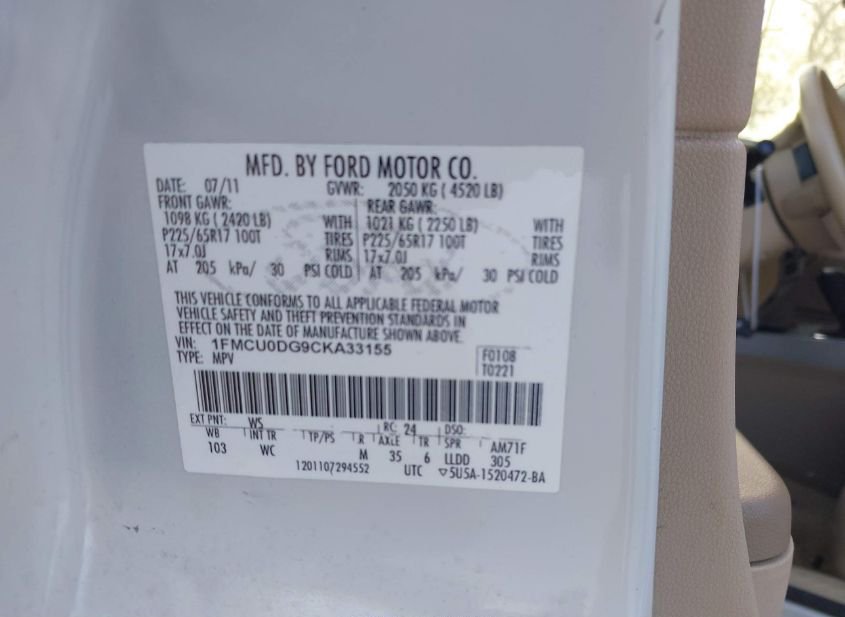 MFD. BY FORD MOTOR CO.
DATE: 07/11 GVWR: 2050 KG ( 4520 LB)
FRONT GAWR: REAR GAWR:
1098 KG ( 2420 LB) WITH 1021 KG ( 2250 LB) WITH
P225/65R17 100T TIRES P225/65R17 100T TIRES
17x7.0J RIMS 17x7.0J RIMS
AT 205 kPa/ 30 PSI COLD AT 205 kPa/ 30 PSI COLD
THIS VEHICLE CONFORMS TO ALL APPLICABLE FEDERAL MOTOR
VEHICLE SAFETY AND THEFT PREVENTION STANDARDS IN
EFFECT ON THE DATE OF MANUFACTURE SHOWN ABOVE.
VIN: 1FMCU0DG9CKA33155
TYPE: MPV F0108
T0221
EXT PNT: WS RC: 24 DSO:
WB INT TR TP/PS R AXLE TR SPR AM71F
103 WC M 35 6 LLDD 305
1201107294552 UTC ▽5U5A-1520472-BA